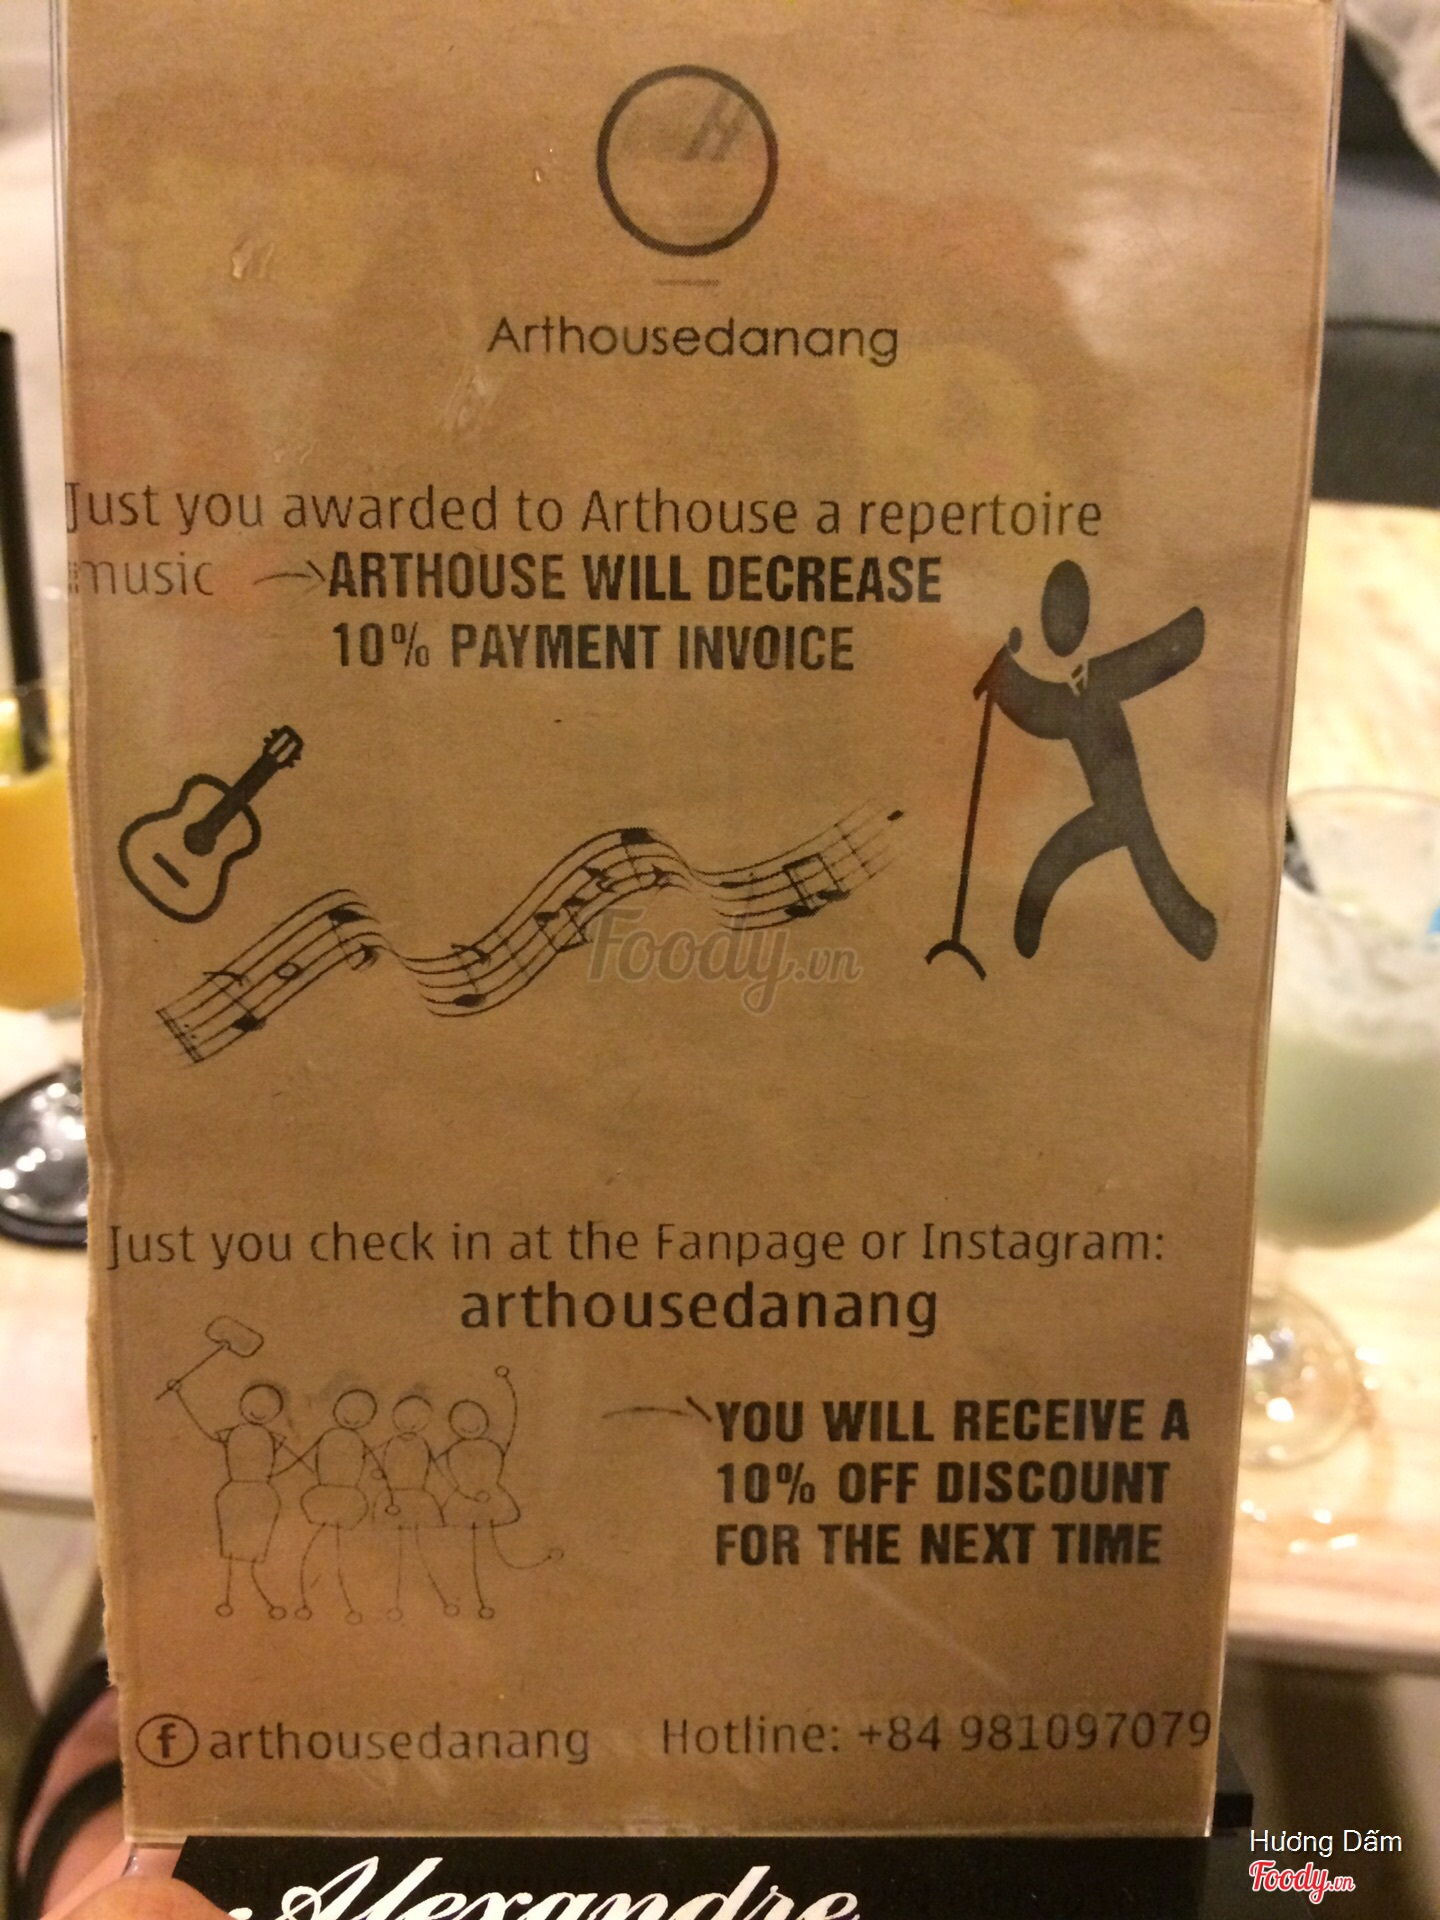 Arthousedanang
Just you awarded to Arthouse a repertoire
music ARTHOUSE WILL DECREASE
10% PAYMENT INVOICE
Foody.vn
Just you check in at the Fanpage or Instagram:
arthousedanang
YOU WILL RECEIVE A
10% OFF DISCOUNT
FOR THE NEXT TIME
f arthousedanang Hotline: +84 981097079
Alexandre
Hương Dấm
Foody.vn